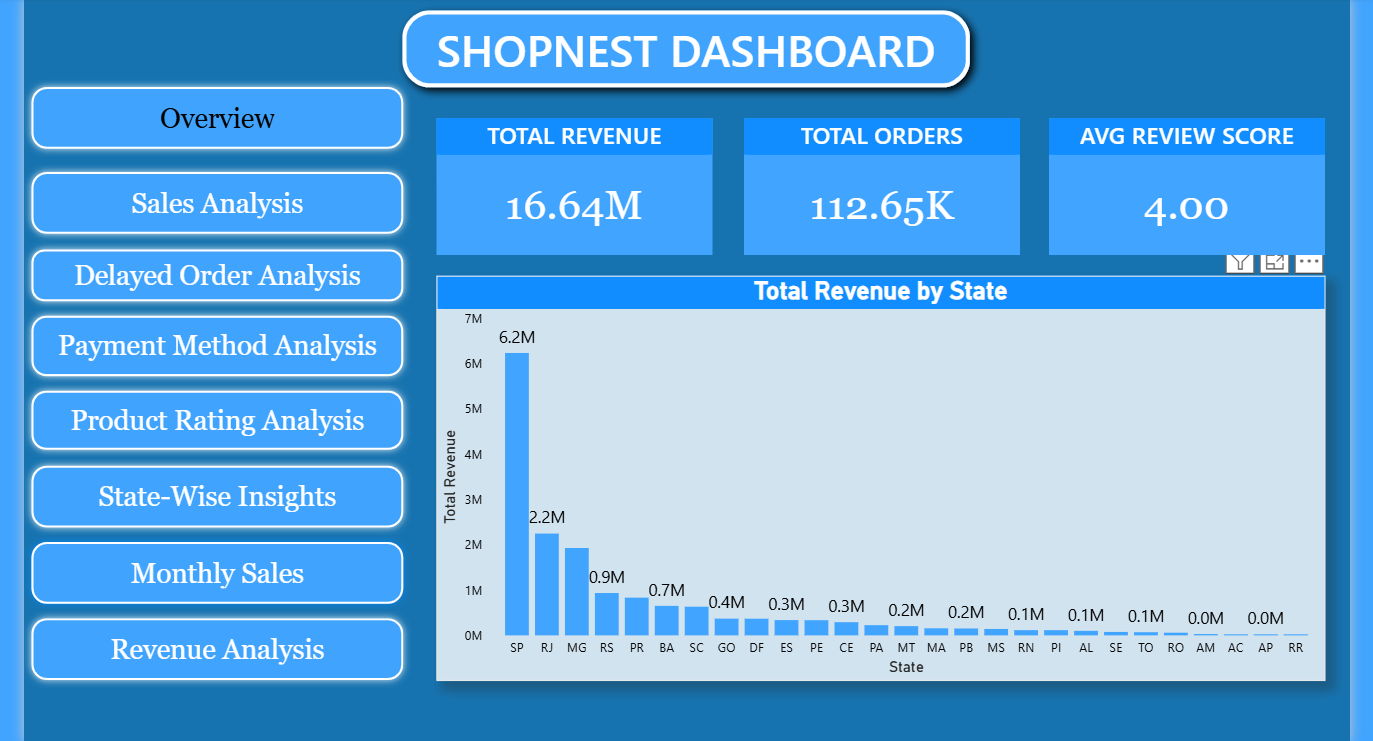 SHOPNEST DASHBOARD
Overview
Sales Analysis
Delayed Order Analysis
Payment Method Analysis
Product Rating Analysis
State-Wise Insights
Monthly Sales
Revenue Analysis
TOTAL REVENUE
16.64M
TOTAL ORDERS
112.65K
AVG REVIEW SCORE
4.00
Total Revenue by State
Total Revenue
7M
6M
5M
4M
3M
2M
1M
0M
6.2M
2.2M
0.9M
0.7M
0.4M
0.3M
0.3M
0.2M
0.2M
0.1M
0.1M
0.1M
0.0M
0.0M
SP RJ MG RS PR BA SC GO DF ES PE CE PA MT MA PB MS RN PI AL SE TO RO AM AC AP RR
State